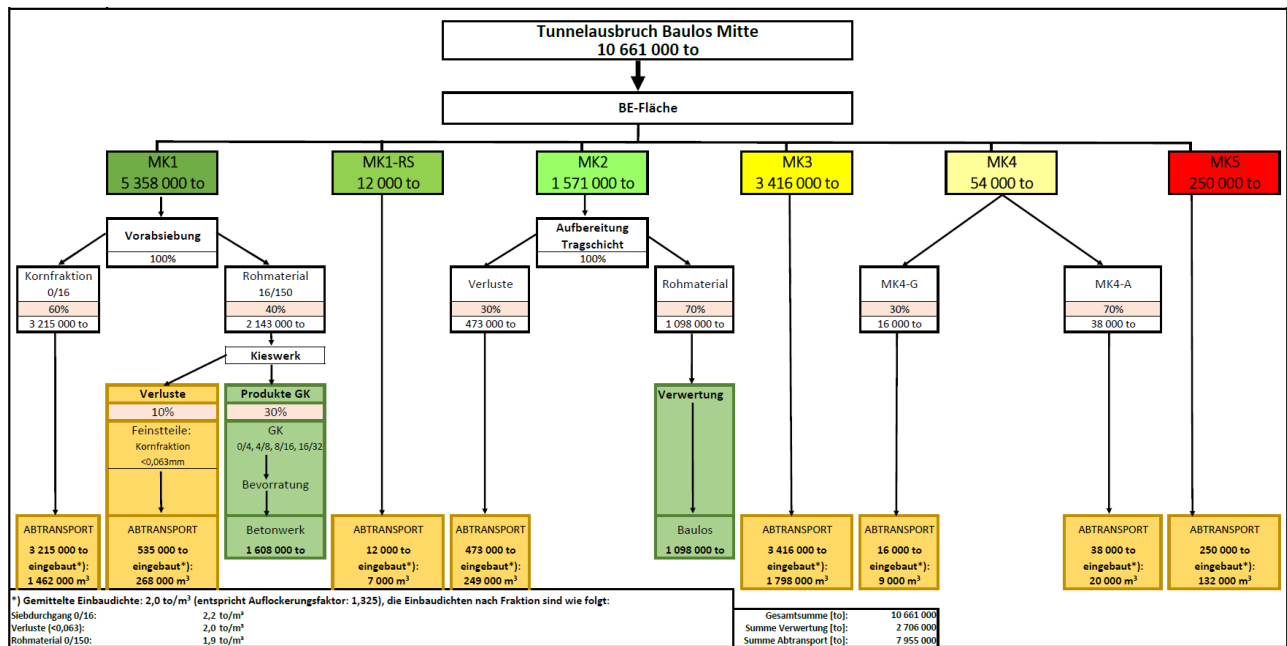 Tunnelausbruch Baulos Mitte
10 661 000 to
BE-Fläche
MK1
5 358 000 to
MK1-RS
12 000 to
MK2
1 571 000 to
MK3
3 416 000 to
MK4
54 000 to
MK5
250 000 to
Vorabsiebung
100%
Aufbereitung
Tragschicht
100%
Kornfraktion
0/16
60%
3 215 000 to
Rohmaterial
16/150
40%
2 143 000 to
Verluste
30%
473 000 to
Rohmaterial
70%
1 098 000 to
MK4-G
30%
16 000 to
MK4-A
70%
38 000 to
Kieswerk
Verluste
10%
Feinstteile:
Kornfraktion
<0,063mm
Produkte GK
30%
GK
0/4, 4/8, 8/16, 16/32
Bevorratung
Verwertung
ABTRANSPORT
3 215 000 to
eingebaut*):
1 462 000 m³
ABTRANSPORT
535 000 to
eingebaut*):
268 000 m³
Betonwerk
1 608 000 to
ABTRANSPORT
12 000 to
eingebaut*):
7 000 m³
ABTRANSPORT
473 000 to
eingebaut*):
249 000 m³
Baulos
1 098 000 to
ABTRANSPORT
3 416 000 to
eingebaut*):
1 798 000 m³
ABTRANSPORT
16 000 to
eingebaut*):
9 000 m³
ABTRANSPORT
38 000 to
eingebaut*):
20 000 m³
ABTRANSPORT
250 000 to
eingebaut*):
132 000 m³
*) Gemittelte Einbaudichte: 2,0 to/m³ (entspricht Auflockerungsfaktor: 1,325), die Einbaudichten nach Fraktion sind wie folgt:
Siebdurchgang 0/16: 2,2 to/m³
Verluste (<0,063): 2,0 to/m³
Rohmaterial 0/150: 1,9 to/m³
Gesamtsumme [to]: 10 661 000
Summe Verwertung [to]: 2 706 000
Summe Abtransport [to]: 7 955 000